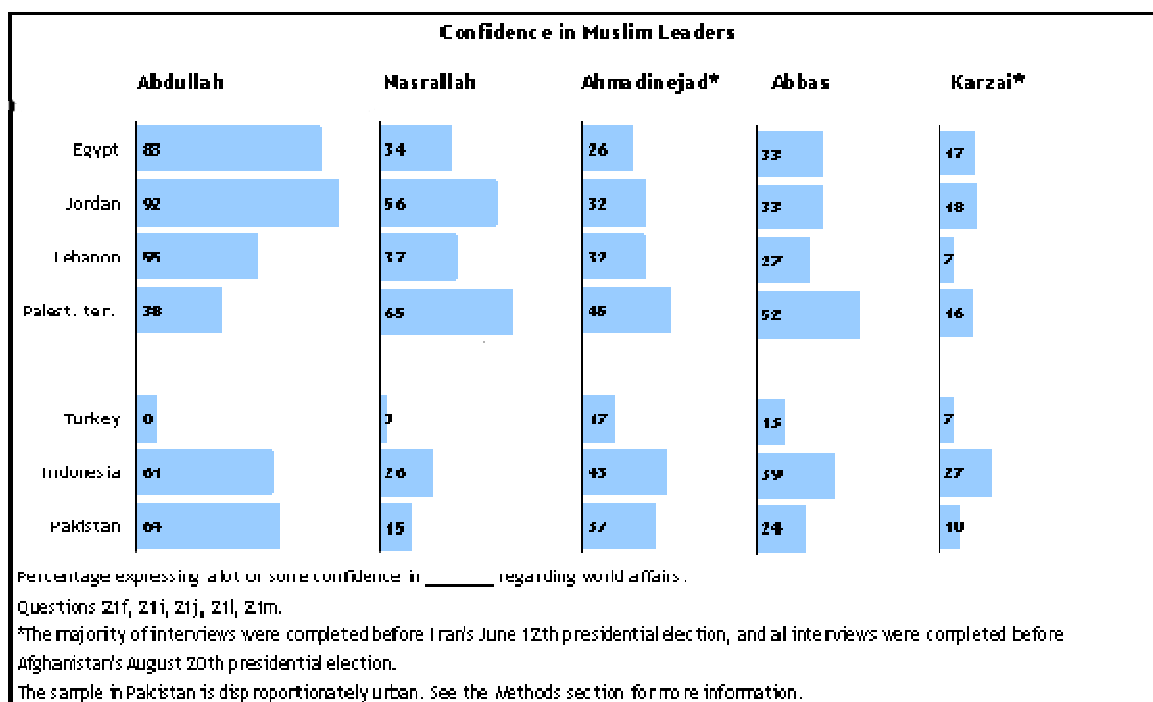 Confidence in Muslim Leaders
Abdullah Nasrallah Ahmadinejad* Abbas Karzai*
Egypt 83 34 26 33 17
Jordan 92 56 32 33 18
Lebanon 55 37 32 27 7
Palest. ter. 38 65 45 52 16
Turkey 3 17 7
Indonesia 61 26 43 39 27
Pakistan 64 15 37 24 10
Percentage expressing a lot or some confidence in _______ regarding world affairs.
Questions 21f, 21i, 21j, 21l, 21m.
*The majority of interviews were completed before Iran's June 12th presidential election, and all interviews were completed before
Afghanistan's August 20th presidential election.
The sample in Pakistan is disproportionately urban. See the Methods section for more information.